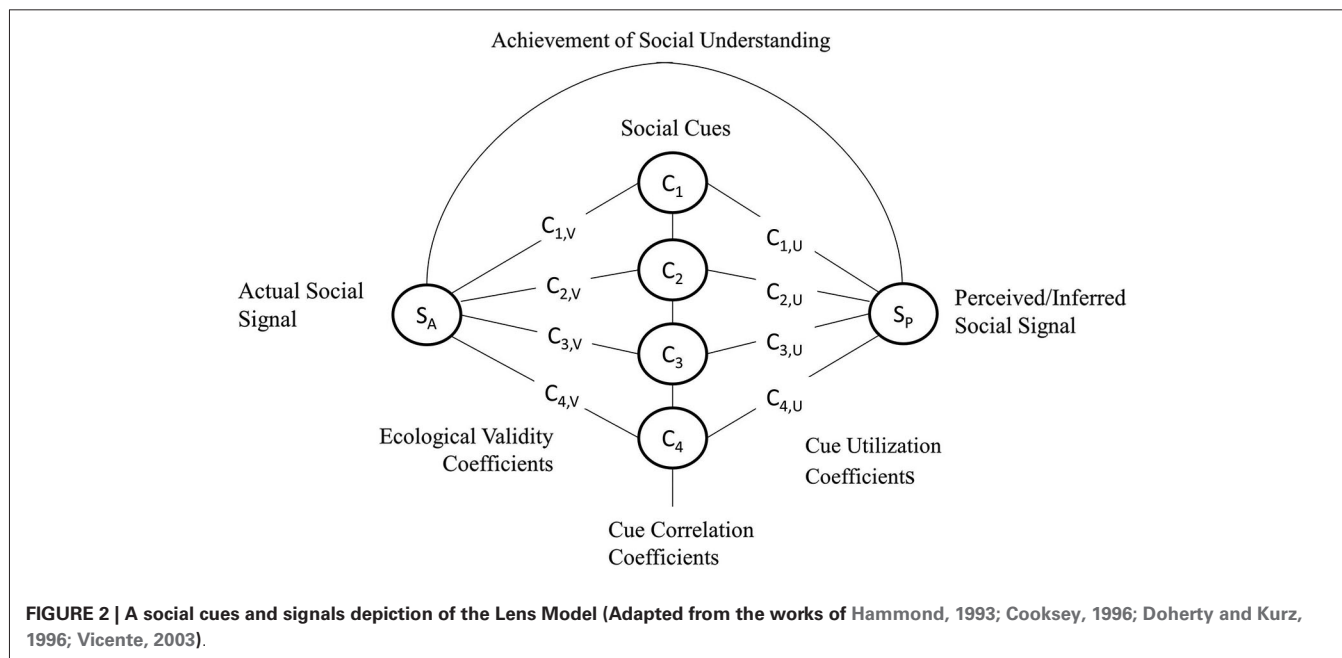 Achievement of Social Understanding
Social Cues
C1
C1,V
C1,U
C2
C2,V
C2,U
Actual Social
Signal
SA
SP
Perceived/Inferred
Social Signal
C3,V
C3
C3,U
C4,V
C4,U
C4
Ecological Validity
Coefficients
Cue Utilization
Coefficients
Cue Correlation
Coefficients
FIGURE 2 | A social cues and signals depiction of the Lens Model (Adapted from the works of Hammond, 1993; Cooksey, 1996; Doherty and Kurz,
1996; Vicente, 2003).